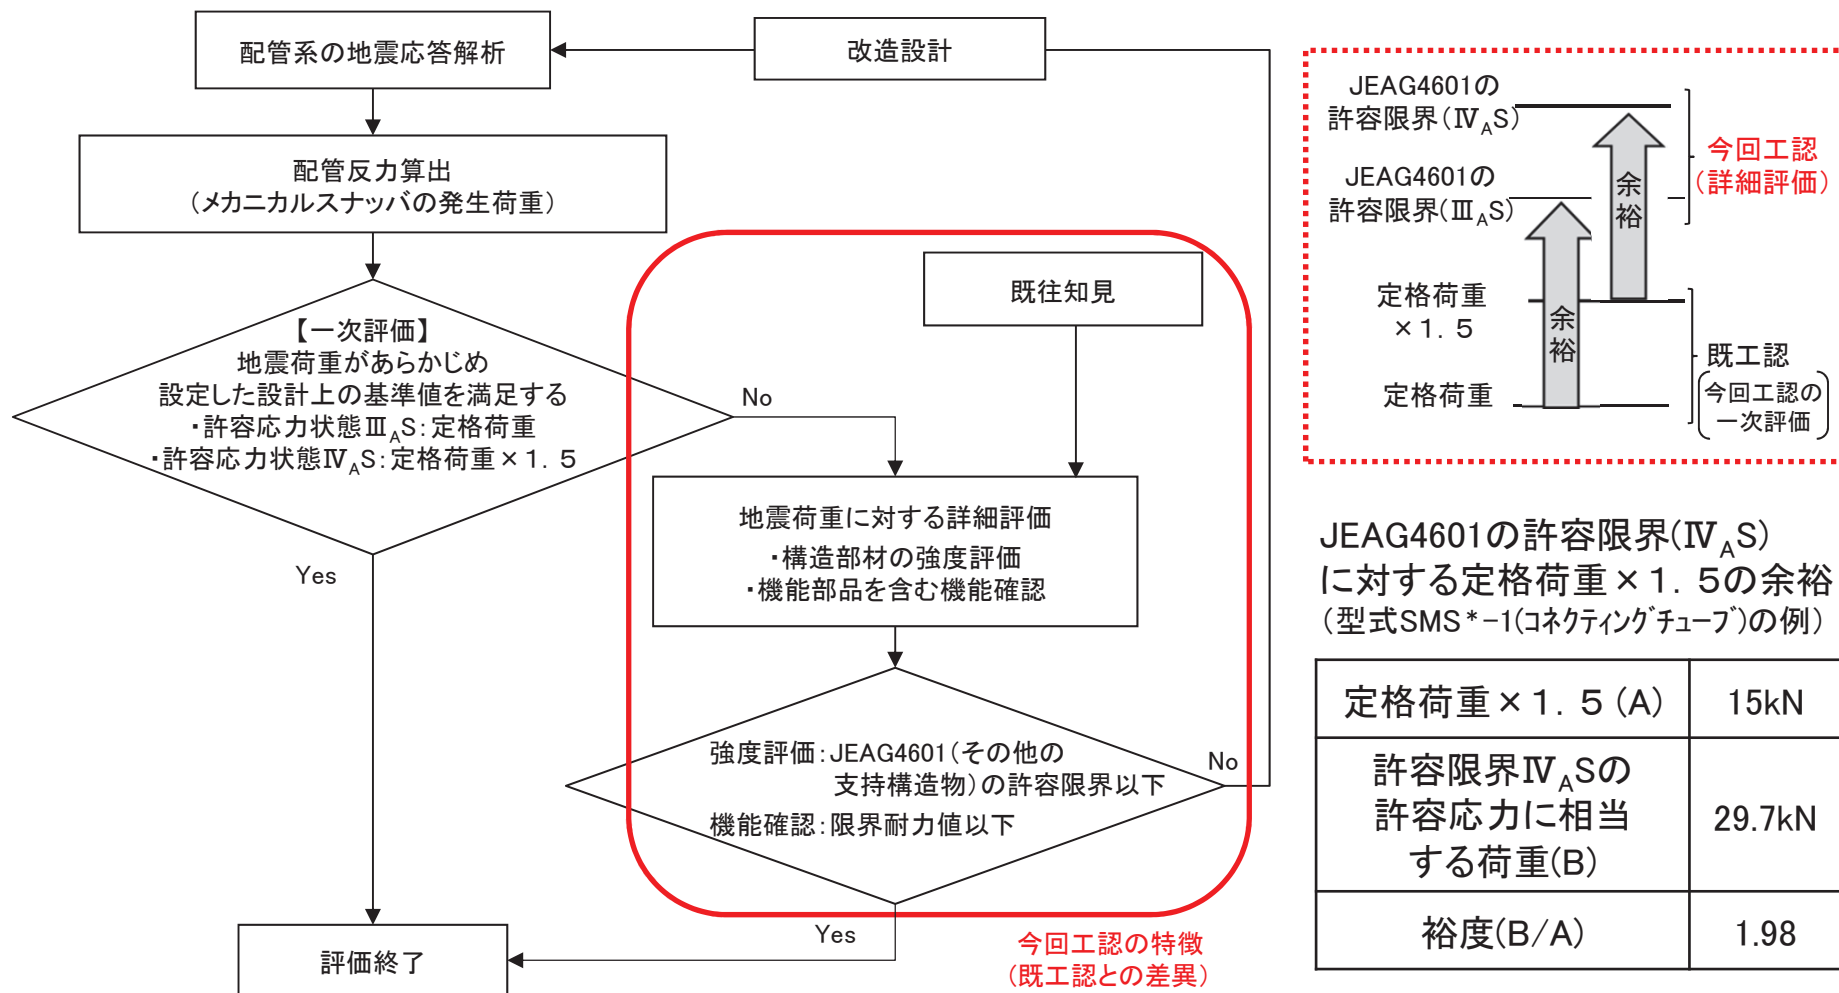 配管系の地震応答解析
改造設計
配管反力算出
(メカニカルスナッバの発生荷重)
【一次評価】
地震荷重があらかじめ
設定した設計上の基準値を満足する
・許容応力状態ⅢAS:定格荷重
・許容応力状態ⅣAS:定格荷重×1.5
No
Yes
既往知見
地震荷重に対する詳細評価
・構造部材の強度評価
・機能部品を含む機能確認
強度評価:JEAG4601(その他の
支持構造物)の許容限界以下
機能確認:限界耐力値以下
No
Yes
評価終了
今回工認の特徴
(既工認との差異)
JEAG4601の
許容限界(ⅣAS)
JEAG4601の
許容限界(ⅢAS)
定格荷重
×1.5
定格荷重
余裕
余裕
今回工認
(詳細評価)
既工認
今回工認の
一次評価
JEAG4601の許容限界(ⅣAS)
に対する定格荷重×1.5の余裕
(型式SMS*-1(コネクティングチューブ)の例)
定格荷重×1.5(A) 15kN
許容限界ⅣASの
許容応力に相当
する荷重(B) 29.7kN
裕度(B/A) 1.98